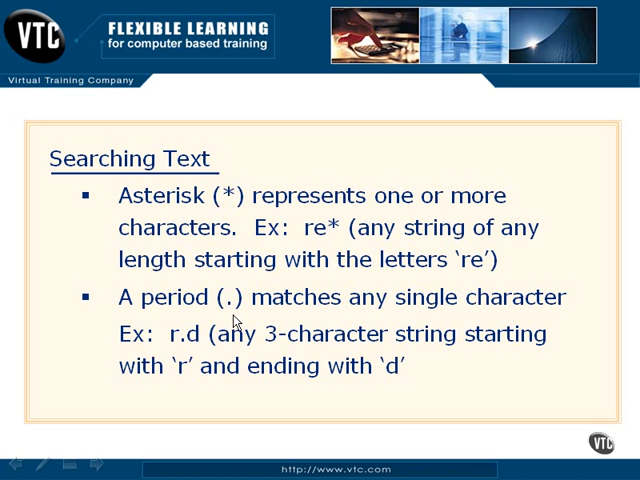 VTC
FLEXIBLE LEARNING
for computer based training
Virtual Training Company
Searching Text
▪ Asterisk (*) represents one or more
characters. Ex: re* (any string of any
length starting with the letters ‘re’)
▪ A period (.) matches any single character
Ex: r.d (any 3-character string starting
with ‘r’ and ending with ‘d’
VTC
http://www.vtc.com